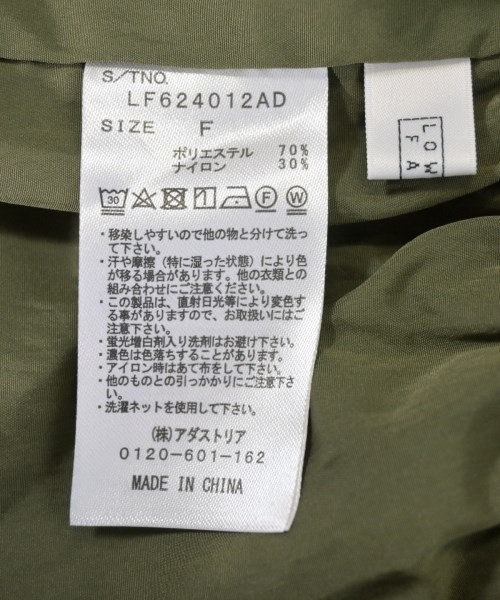 S/TNO.
LF624012AD
SIZE F
ポリエステル 70%
ナイロン 30%
30 F W
・移染しやすいので他の物と分けて洗っ
て下さい。
・汗や摩擦（特に湿った状態）により色
が移る場合があります。他の衣類との
組み合わせにご注意ください。
・この製品は、直射日光等により変色す
る事がありますので、お取扱いにはご
注意下さい。
・蛍光増白剤入り洗剤はお避け下さい。
・濃色は色落ちすることがあります。
・アイロン時はあて布をして下さい。
・他のものとの引っかかりにご注意下さ
い。
・洗濯ネットを使用して下さい。
(株)アダストリア
0120-601-162
MADE IN CHINA
LOW
FA